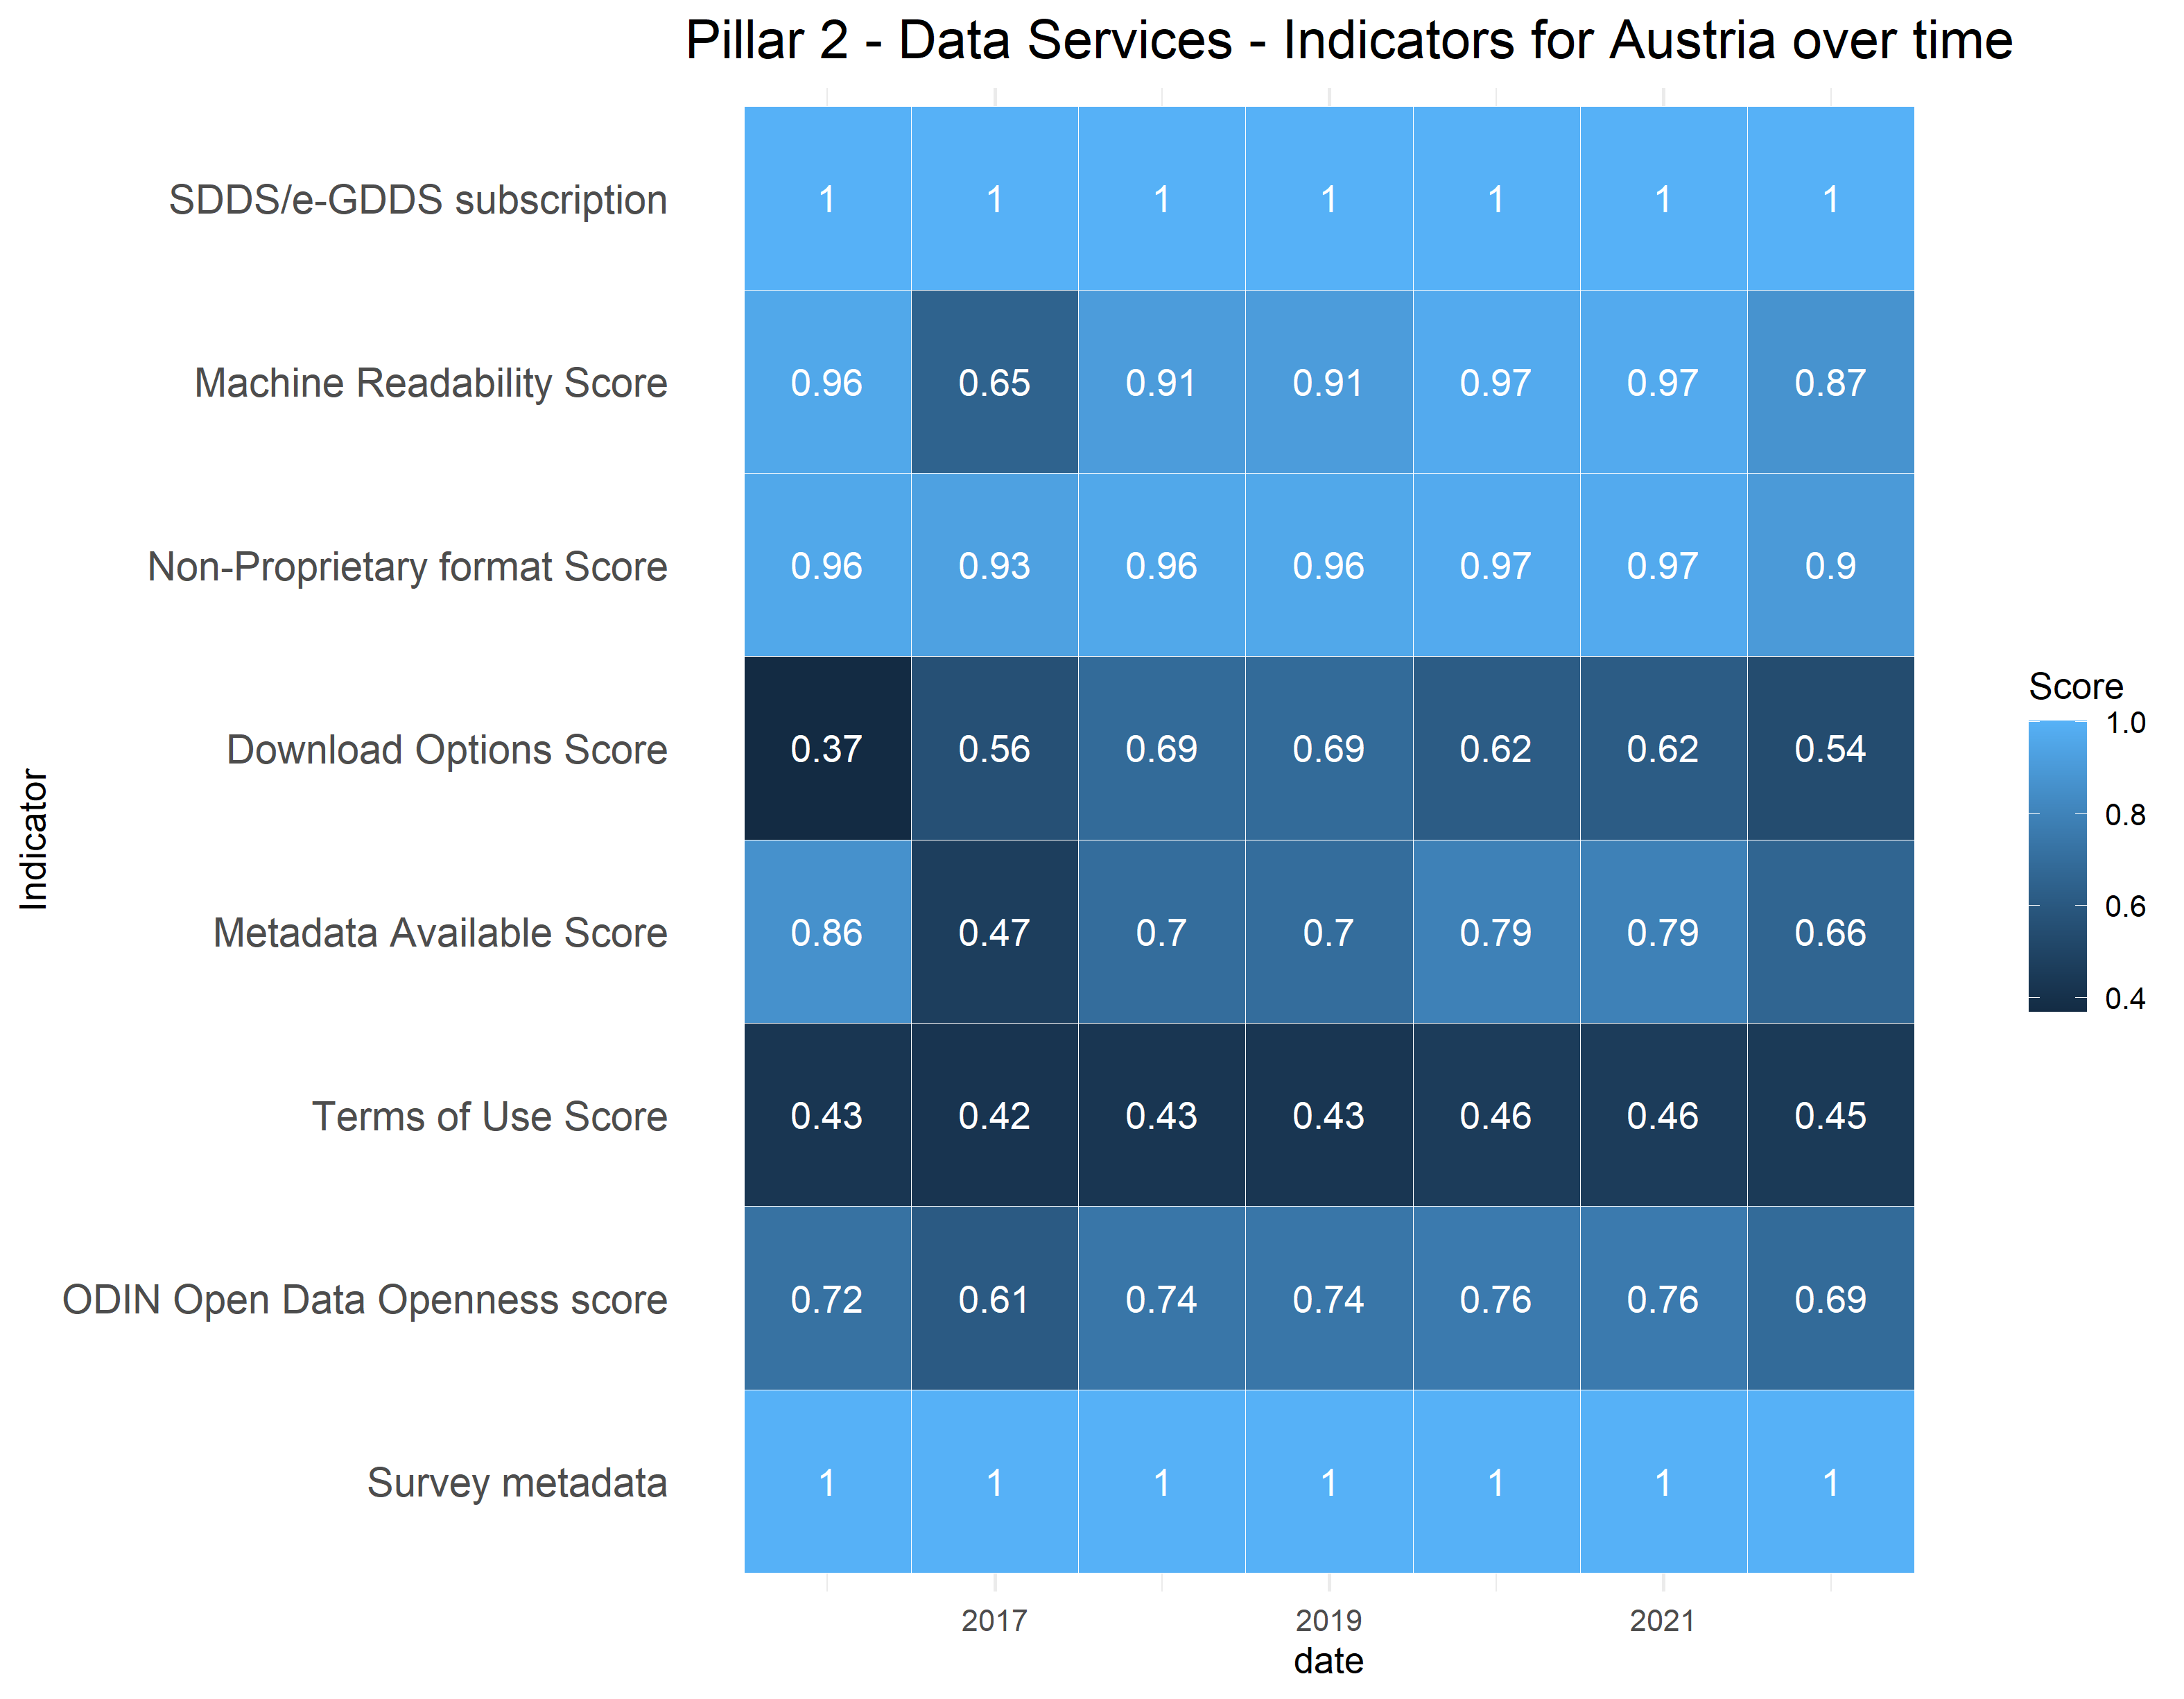 Pillar 2 - Data Services - Indicators for Austria over time
SDDS/e-GDDS subscription 1 1 1 1 1 1 1
Machine Readability Score 0.96 0.65 0.91 0.91 0.97 0.97 0.87
Non-Proprietary format Score 0.96 0.93 0.96 0.96 0.97 0.97 0.9
Download Options Score 0.37 0.56 0.69 0.69 0.62 0.62 0.54
Metadata Available Score 0.86 0.47 0.7 0.7 0.79 0.79 0.66
Terms of Use Score 0.43 0.42 0.43 0.43 0.46 0.46 0.45
ODIN Open Data Openness score 0.72 0.61 0.74 0.74 0.76 0.76 0.69
Survey metadata 1 1 1 1 1 1 1
2017 2019 2021
date
Indicator
Score
1.0
0.8
0.6
0.4